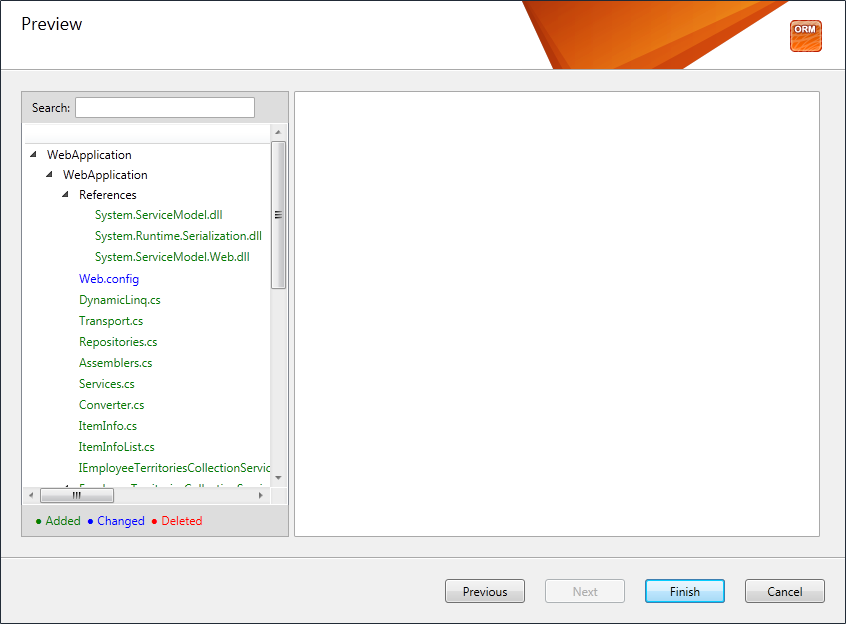 Preview
ORM
Search:
WebApplication
WebApplication
References
System.ServiceModel.dll
System.Runtime.Serialization.dll
System.ServiceModel.Web.dll
Web.config
DynamicLinq.cs
Transport.cs
Repositories.cs
Assemblers.cs
Services.cs
Converter.cs
ItemInfo.cs
ItemInfoList.cs
IEmployeeTerritoriesCollectionServic
Added Changed Deleted
Previous Next Finish Cancel